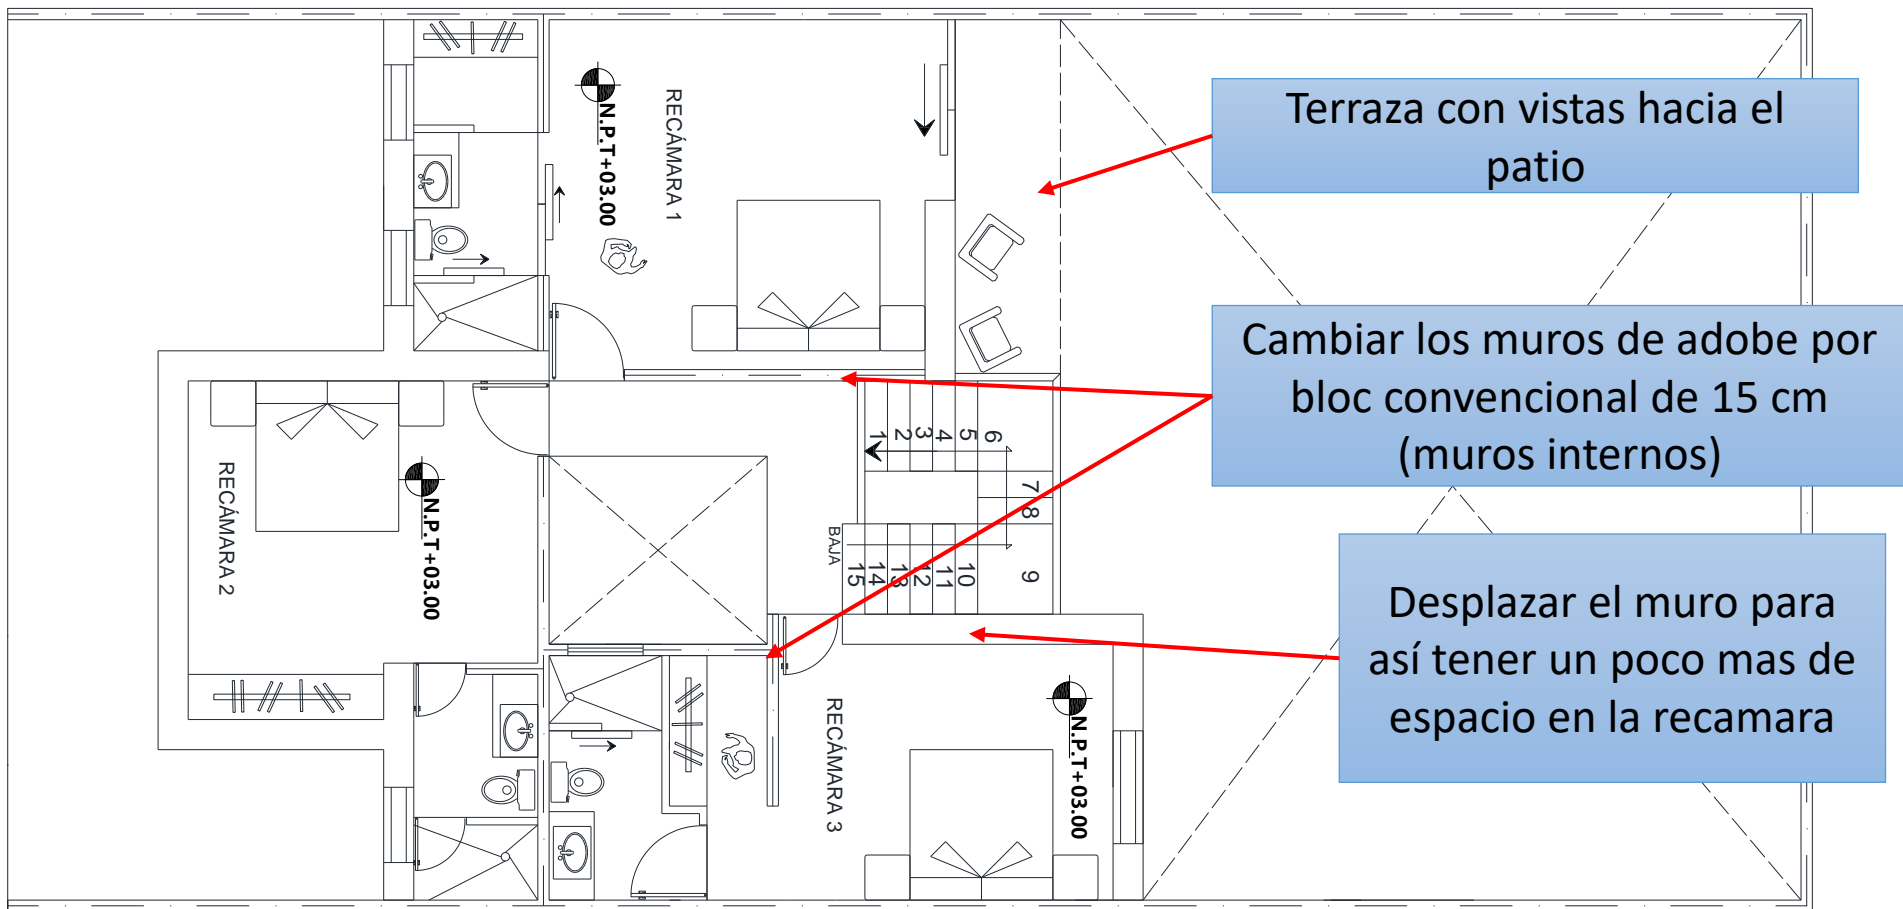 RECÁMARA 1
N.P.T+03.00
Terraza con vistas hacia el
patio
Cambiar los muros de adobe por
bloc convencional de 15 cm
(muros internos)
1 2 3 4 5 6
7
8
9
BAJA
15 14 13 12 11 10
RECÁMARA 2
N.P.T+03.00
Desplazar el muro para
así tener un poco mas de
espacio en la recamara
RECÁMARA 3
N.P.T+03.00